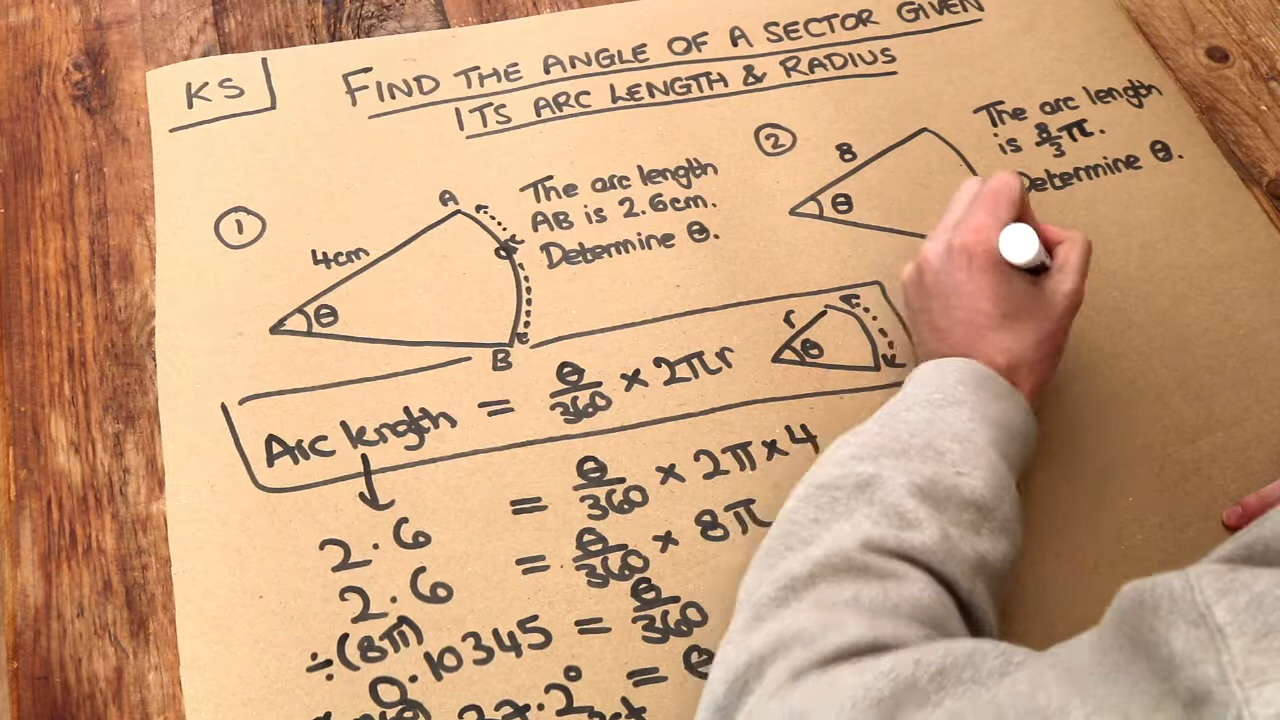 KS
FIND THE ANGLE OF A SECTOR GIVEN
ITS ARC LENGTH & RADIUS
①
A
4cm
θ
B
The arc length
AB is 2.6cm.
Determine θ.
②
8
θ
The arc length
is 8/3 π.
Determine θ.
Arc length = θ/360 × 2πr
r
θ
2.6 = θ/360 × 2π×4
2.6 = θ/360 × 8π
÷(8π)
0.10345 = θ/360
= θ